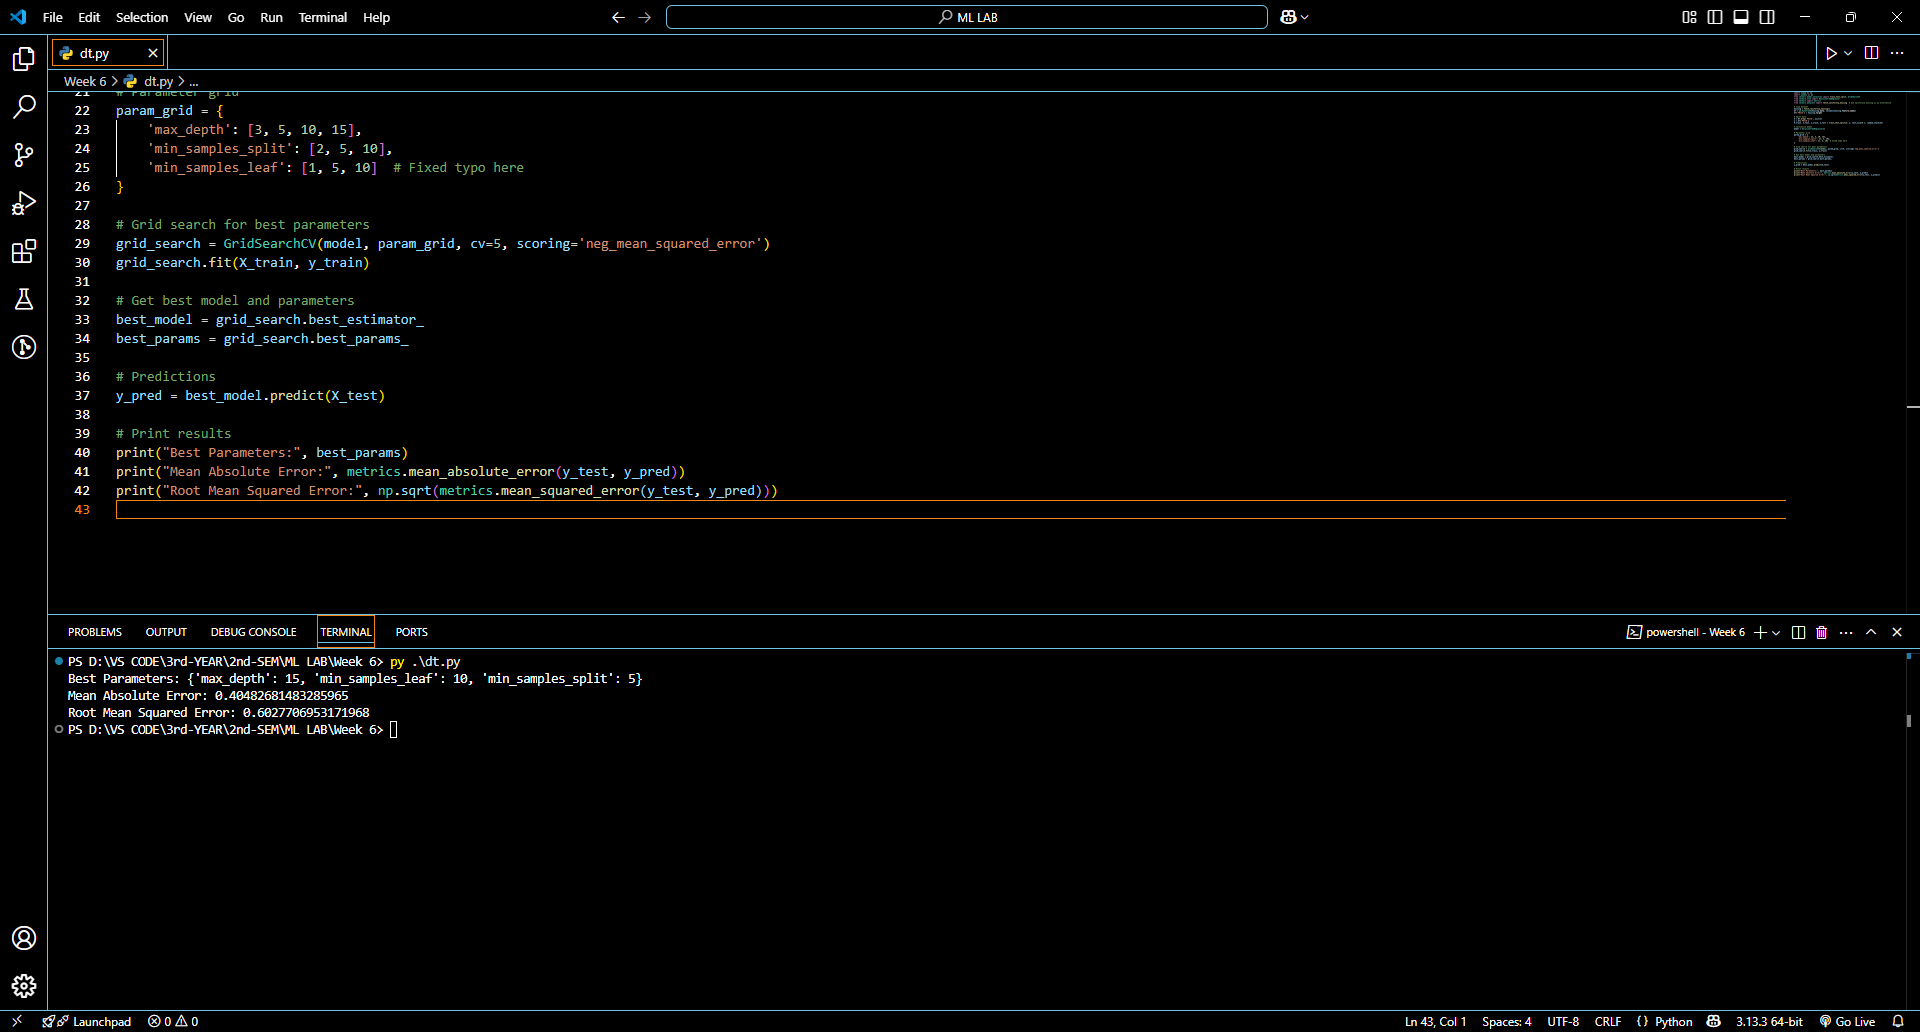 File Edit Selection View Go Run Terminal Help
ML LAB
dt.py
Week 6 > dt.py > ...
21 # Parameter grid
22 param_grid = {
23 'max_depth': [3, 5, 10, 15],
24 'min_samples_split': [2, 5, 10],
25 'min_samples_leaf': [1, 5, 10]  # Fixed typo here
26 }
27
28 # Grid search for best parameters
29 grid_search = GridSearchCV(model, param_grid, cv=5, scoring='neg_mean_squared_error')
30 grid_search.fit(X_train, y_train)
31
32 # Get best model and parameters
33 best_model = grid_search.best_estimator_
34 best_params = grid_search.best_params_
35
36 # Predictions
37 y_pred = best_model.predict(X_test)
38
39 # Print results
40 print("Best Parameters:", best_params)
41 print("Mean Absolute Error:", metrics.mean_absolute_error(y_test, y_pred))
42 print("Root Mean Squared Error:", np.sqrt(metrics.mean_squared_error(y_test, y_pred)))
43
PROBLEMS OUTPUT DEBUG CONSOLE TERMINAL PORTS
powershell - Week 6
PS D:\VS CODE\3rd-YEAR\2nd-SEM\ML LAB\Week 6> py .\dt.py
Best Parameters: {'max_depth': 15, 'min_samples_leaf': 10, 'min_samples_split': 5}
Mean Absolute Error: 0.40482681483285965
Root Mean Squared Error: 0.6027706953171968
PS D:\VS CODE\3rd-YEAR\2nd-SEM\ML LAB\Week 6>
Launchpad 0 0 Ln 43, Col 1 Spaces: 4 UTF-8 CRLF {} Python 3.13.3 64-bit Go Live